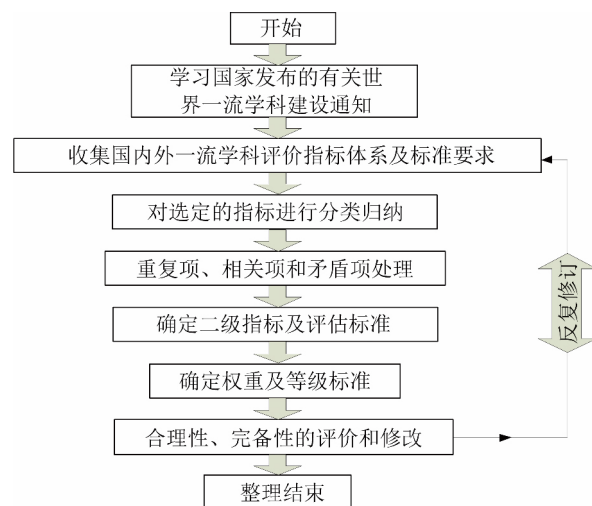 开始
学习国家发布的有关世
界一流学科建设通知
收集国内外一流学科评价指标体系及标准要求
对选定的指标进行分类归纳
重复项、相关项和矛盾项处理
确定二级指标及评估标准
确定权重及等级标准
合理性、完备性的评价和修改
整理结束
反复修订